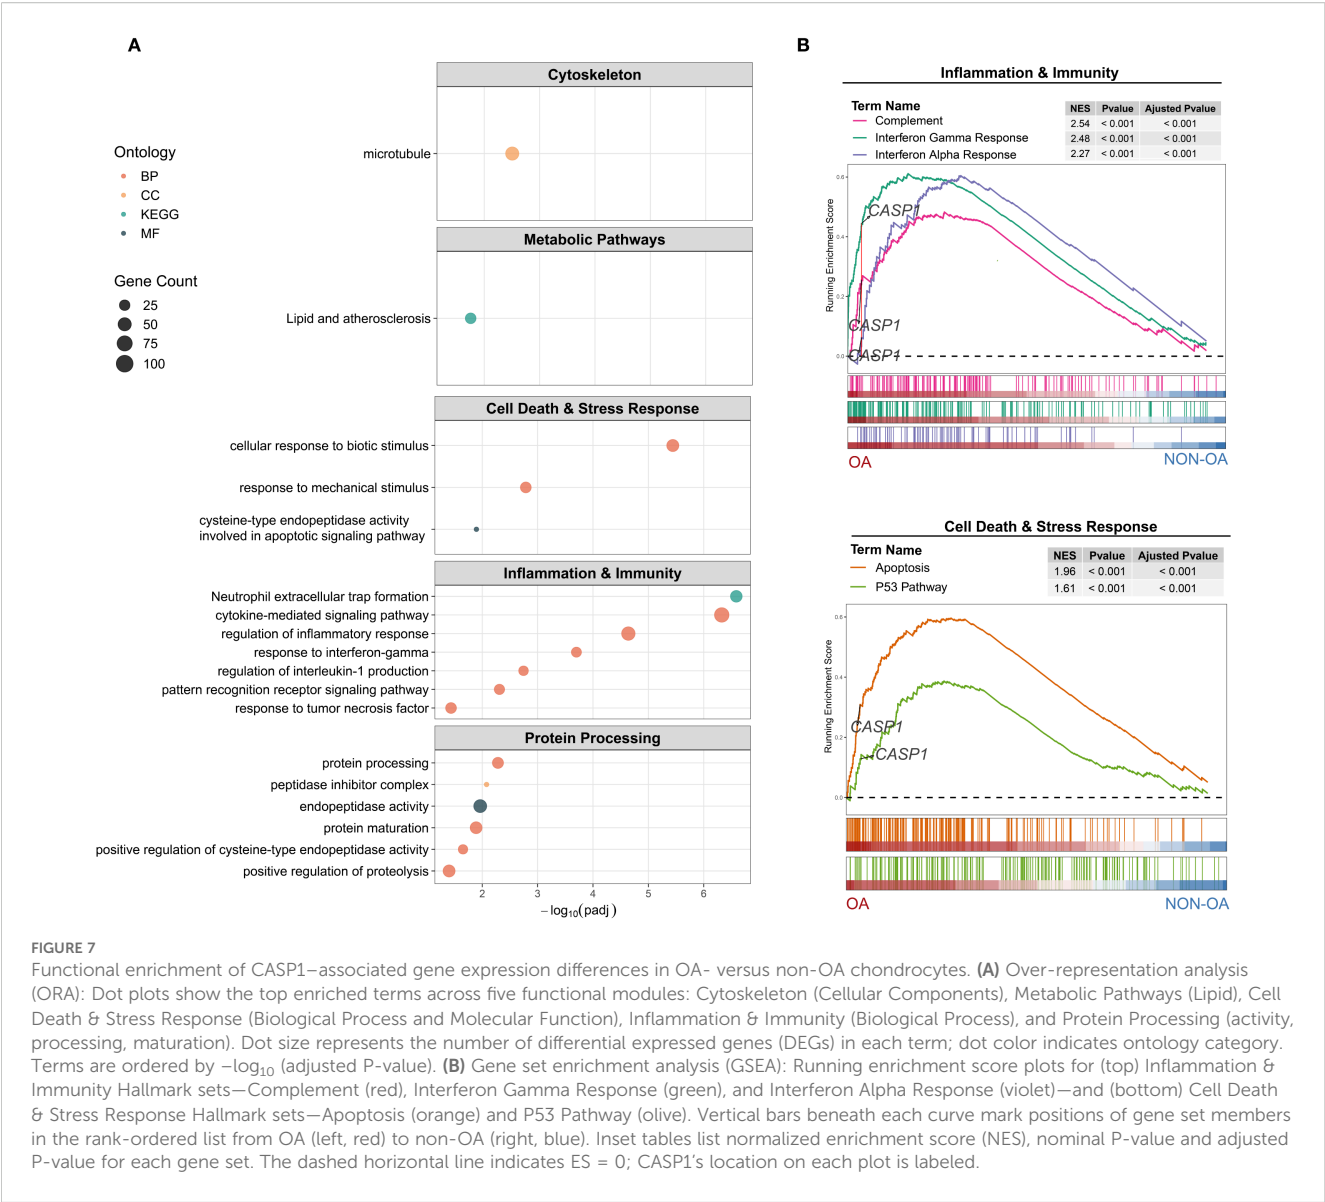 A
B
Ontology
BP
CC
KEGG
MF
Gene Count
25
50
75
100
Cytoskeleton
microtubule
Metabolic Pathways
Lipid and atherosclerosis
Cell Death & Stress Response
cellular response to biotic stimulus
response to mechanical stimulus
cysteine-type endopeptidase activity
involved in apoptotic signaling pathway
Inflammation & Immunity
Neutrophil extracellular trap formation
cytokine-mediated signaling pathway
regulation of inflammatory response
response to interferon-gamma
regulation of interleukin-1 production
pattern recognition receptor signaling pathway
response to tumor necrosis factor
Protein Processing
protein processing
peptidase inhibitor complex
endopeptidase activity
protein maturation
positive regulation of cysteine-type endopeptidase activity
positive regulation of proteolysis
2 3 4 5 6
−log10(padj)
Inflammation & Immunity
Term Name
Complement
Interferon Gamma Response
Interferon Alpha Response
NES Pvalue Ajusted Pvalue
2.54 < 0.001 < 0.001
2.48 < 0.001 < 0.001
2.27 < 0.001 < 0.001
Running Enrichment Score
0.6
0.4
0.2
0.0
CASP1
CASP1
CASP1
OA NON-OA
Cell Death & Stress Response
Term Name
Apoptosis
P53 Pathway
NES Pvalue Ajusted Pvalue
1.96 < 0.001 < 0.001
1.61 < 0.001 < 0.001
Running Enrichment Score
0.6
0.4
0.2
0.0
CASP1
CASP1
OA NON-OA
FIGURE 7
Functional enrichment of CASP1–associated gene expression differences in OA- versus non-OA chondrocytes. (A) Over-representation analysis
(ORA): Dot plots show the top enriched terms across five functional modules: Cytoskeleton (Cellular Components), Metabolic Pathways (Lipid), Cell
Death & Stress Response (Biological Process and Molecular Function), Inflammation & Immunity (Biological Process), and Protein Processing (activity,
processing, maturation). Dot size represents the number of differential expressed genes (DEGs) in each term; dot color indicates ontology category.
Terms are ordered by −log10 (adjusted P-value). (B) Gene set enrichment analysis (GSEA): Running enrichment score plots for (top) Inflammation &
Immunity Hallmark sets—Complement (red), Interferon Gamma Response (green), and Interferon Alpha Response (violet)—and (bottom) Cell Death
& Stress Response Hallmark sets—Apoptosis (orange) and P53 Pathway (olive). Vertical bars beneath each curve mark positions of gene set members
in the rank-ordered list from OA (left, red) to non-OA (right, blue). Inset tables list normalized enrichment score (NES), nominal P-value and adjusted
P-value for each gene set. The dashed horizontal line indicates ES = 0; CASP1's location on each plot is labeled.